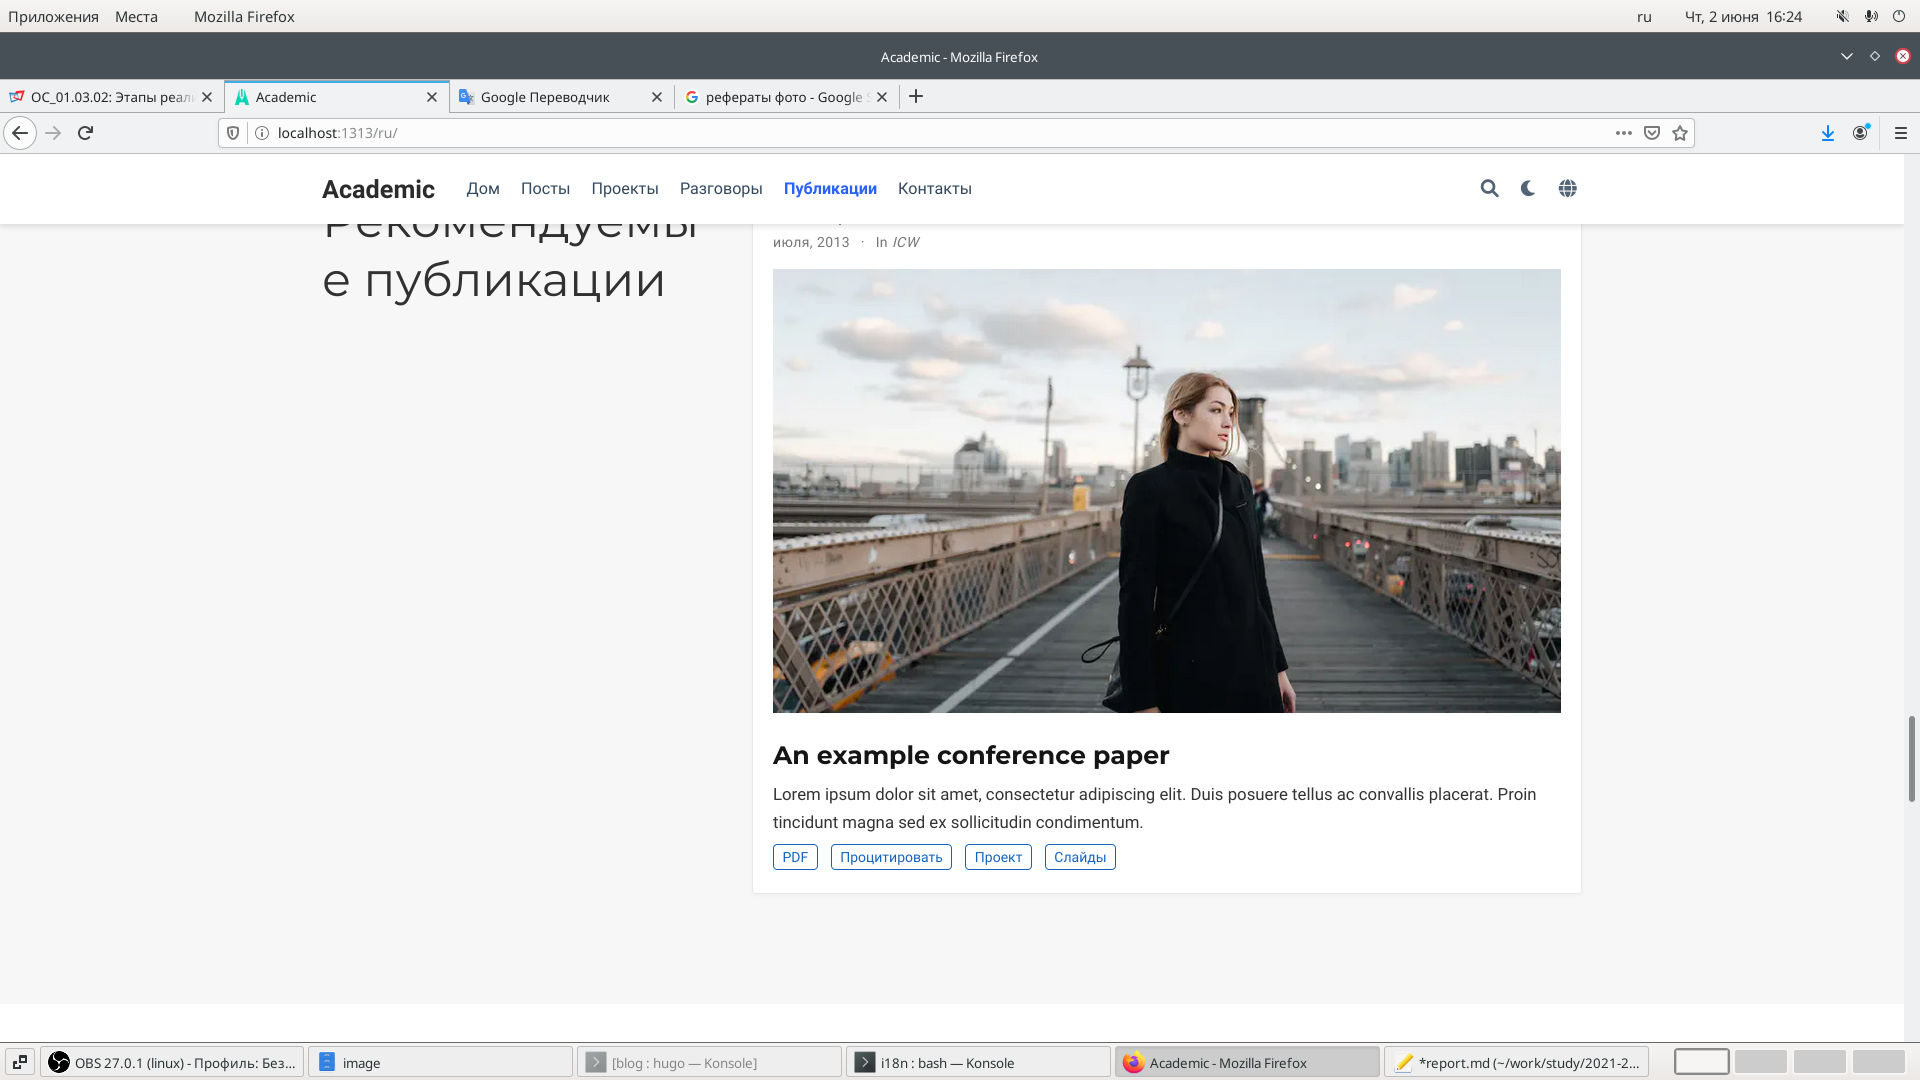 Приложения Места Mozilla Firefox ru Чт, 2 июня 16:24
Academic - Mozilla Firefox
ОС_01.03.02: Этапы реал Academic Google Переводчик рефераты фото - Google
localhost:1313/ru/
Academic Дом Посты Проекты Разговоры Публикации Контакты
Рекомендуемы
е публикации
июля, 2013 · In ICW
An example conference paper
Lorem ipsum dolor sit amet, consectetur adipiscing elit. Duis posuere tellus ac convallis placerat. Proin
tincidunt magna sed ex sollicitudin condimentum.
PDF Процитировать Проект Слайды
OBS 27.0.1 (linux) - Профиль: Без... image [blog : hugo — Konsole] i18n : bash — Konsole Academic - Mozilla Firefox *report.md (~/work/study/2021-2...